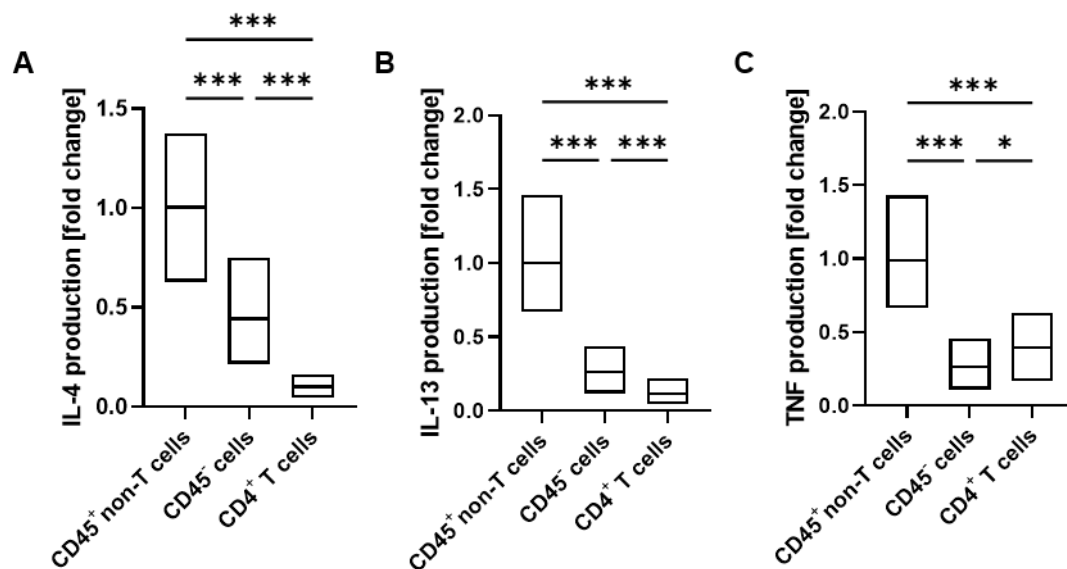 A
***
*** ***
IL-4 production [fold change]
1.5
1.0
0.5
0.0
CD45⁺ non-T cells
CD45⁻ cells
CD4⁺ T cells
B
***
*** ***
IL-13 production [fold change]
2.0
1.5
1.0
0.5
0.0
CD45⁺ non-T cells
CD45⁻ cells
CD4⁺ T cells
C
***
*** *
TNF production [fold change]
2.0
1.5
1.0
0.5
0.0
CD45⁺ non-T cells
CD45⁻ cells
CD4⁺ T cells